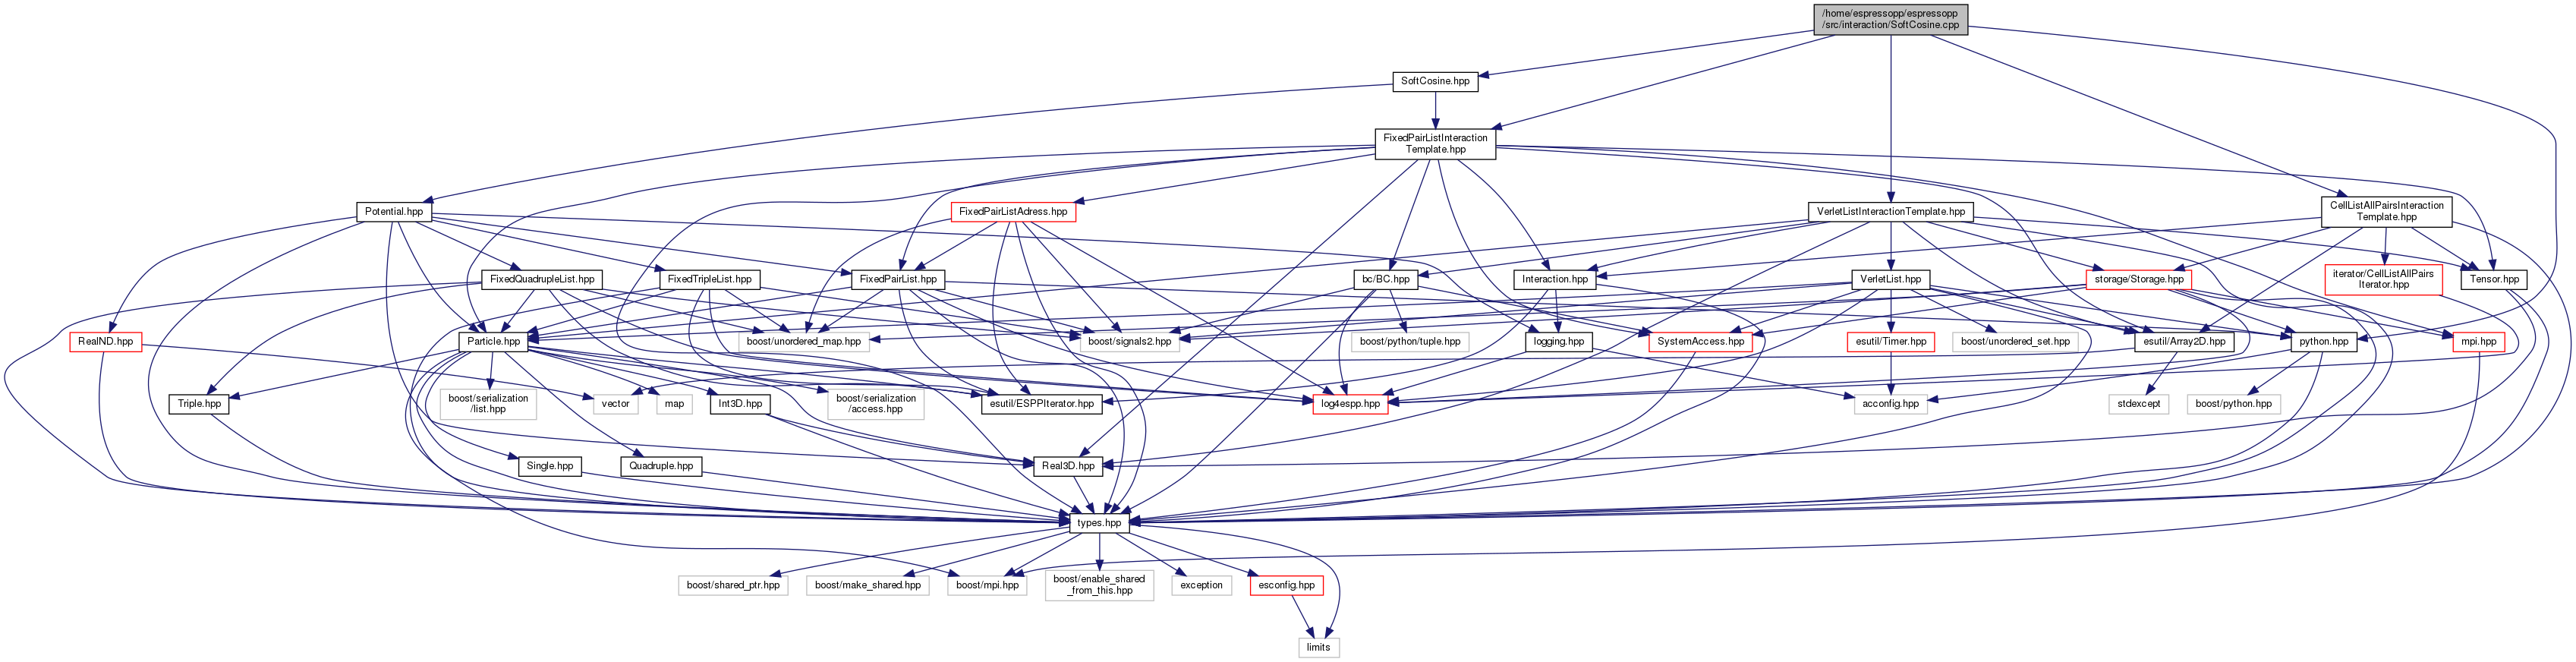 /home/espressopp/espressopp
/src/interaction/SoftCosine.cpp
SoftCosine.hpp
FixedPairListInteraction
Template.hpp
Potential.hpp
FixedPairListAdress.hpp
VerletListInteractionTemplate.hpp
CellListAllPairsInteraction
Template.hpp
FixedQuadrupleList.hpp
FixedTripleList.hpp
FixedPairList.hpp
bc/BC.hpp
Interaction.hpp
VerletList.hpp
storage/Storage.hpp
iterator/CellListAllPairs
Iterator.hpp
Tensor.hpp
RealND.hpp
Particle.hpp
boost/unordered_map.hpp
boost/signals2.hpp
boost/python/tuple.hpp
logging.hpp
SystemAccess.hpp
esutil/Timer.hpp
boost/unordered_set.hpp
esutil/Array2D.hpp
python.hpp
mpi.hpp
Triple.hpp
boost/serialization
/list.hpp
vector
map
Int3D.hpp
boost/serialization
/access.hpp
esutil/ESPPIterator.hpp
log4espp.hpp
acconfig.hpp
stdexcept
boost/python.hpp
Single.hpp
Quadruple.hpp
Real3D.hpp
types.hpp
boost/shared_ptr.hpp
boost/make_shared.hpp
boost/mpi.hpp
boost/enable_shared
_from_this.hpp
exception
esconfig.hpp
limits